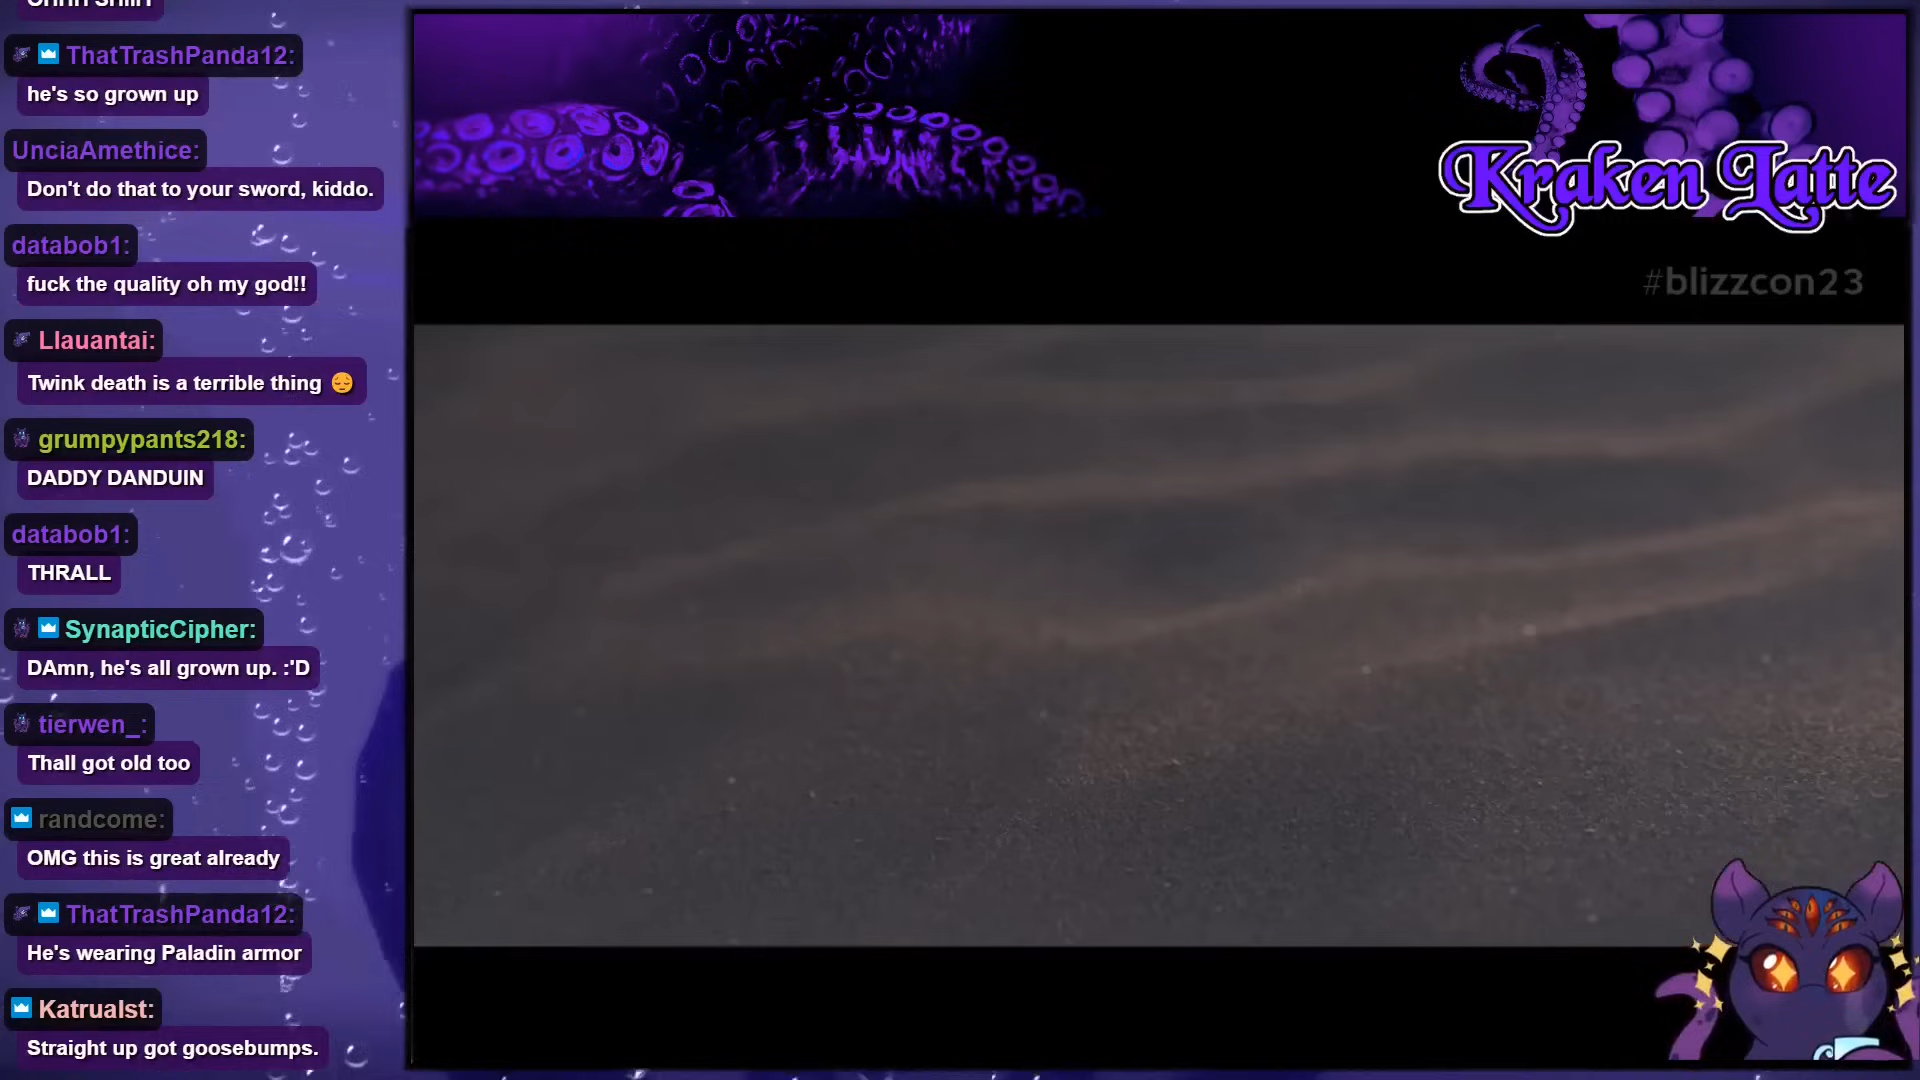 ThatTrashPanda12:
he's so grown up
UnciaAmethice:
Don't do that to your sword, kiddo.
databob1:
fuck the quality oh my god!!
Llauantai:
Twink death is a terrible thing 😔
grumpypants218:
DADDY DANDUIN
databob1:
THRALL
SynapticCipher:
DAmn, he's all grown up. :'D
tierwen_:
Thall got old too
randcome:
OMG this is great already
ThatTrashPanda12:
He's wearing Paladin armor
Katrualst:
Straight up got goosebumps.
Kraken Latte
#blizzcon23